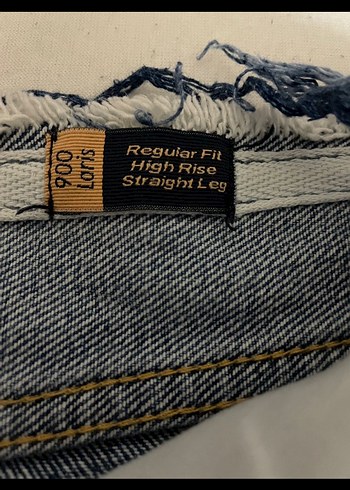 900
Loris
Regular Fit
High Rise
Straight Leg